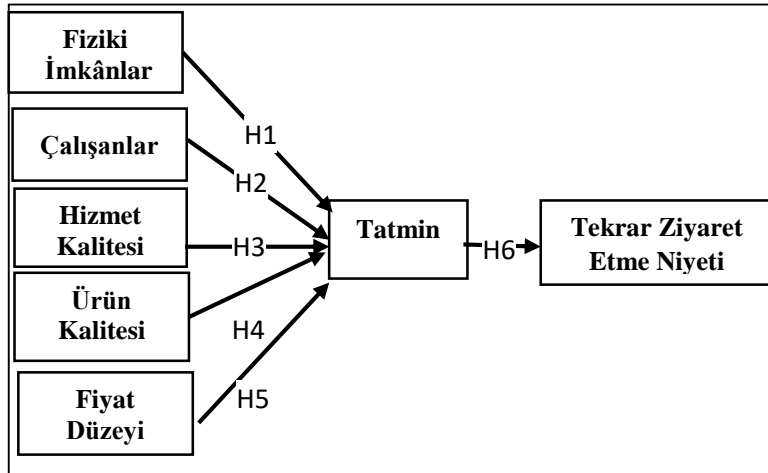 Fiziki
İmkânlar
H1
Çalışanlar
H2
Hizmet
Kalitesi
H3
Tatmin
H6
Tekrar Ziyaret
Etme Niyeti
Ürün
Kalitesi
H4
Fiyat
Düzeyi
H5